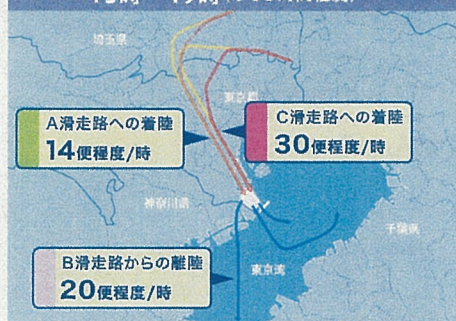 埼玉県
東京都
A滑走路への着陸
14便程度/時
C滑走路への着陸
30便程度/時
神奈川県
千葉県
B滑走路からの離陸
20便程度/時
東京湾